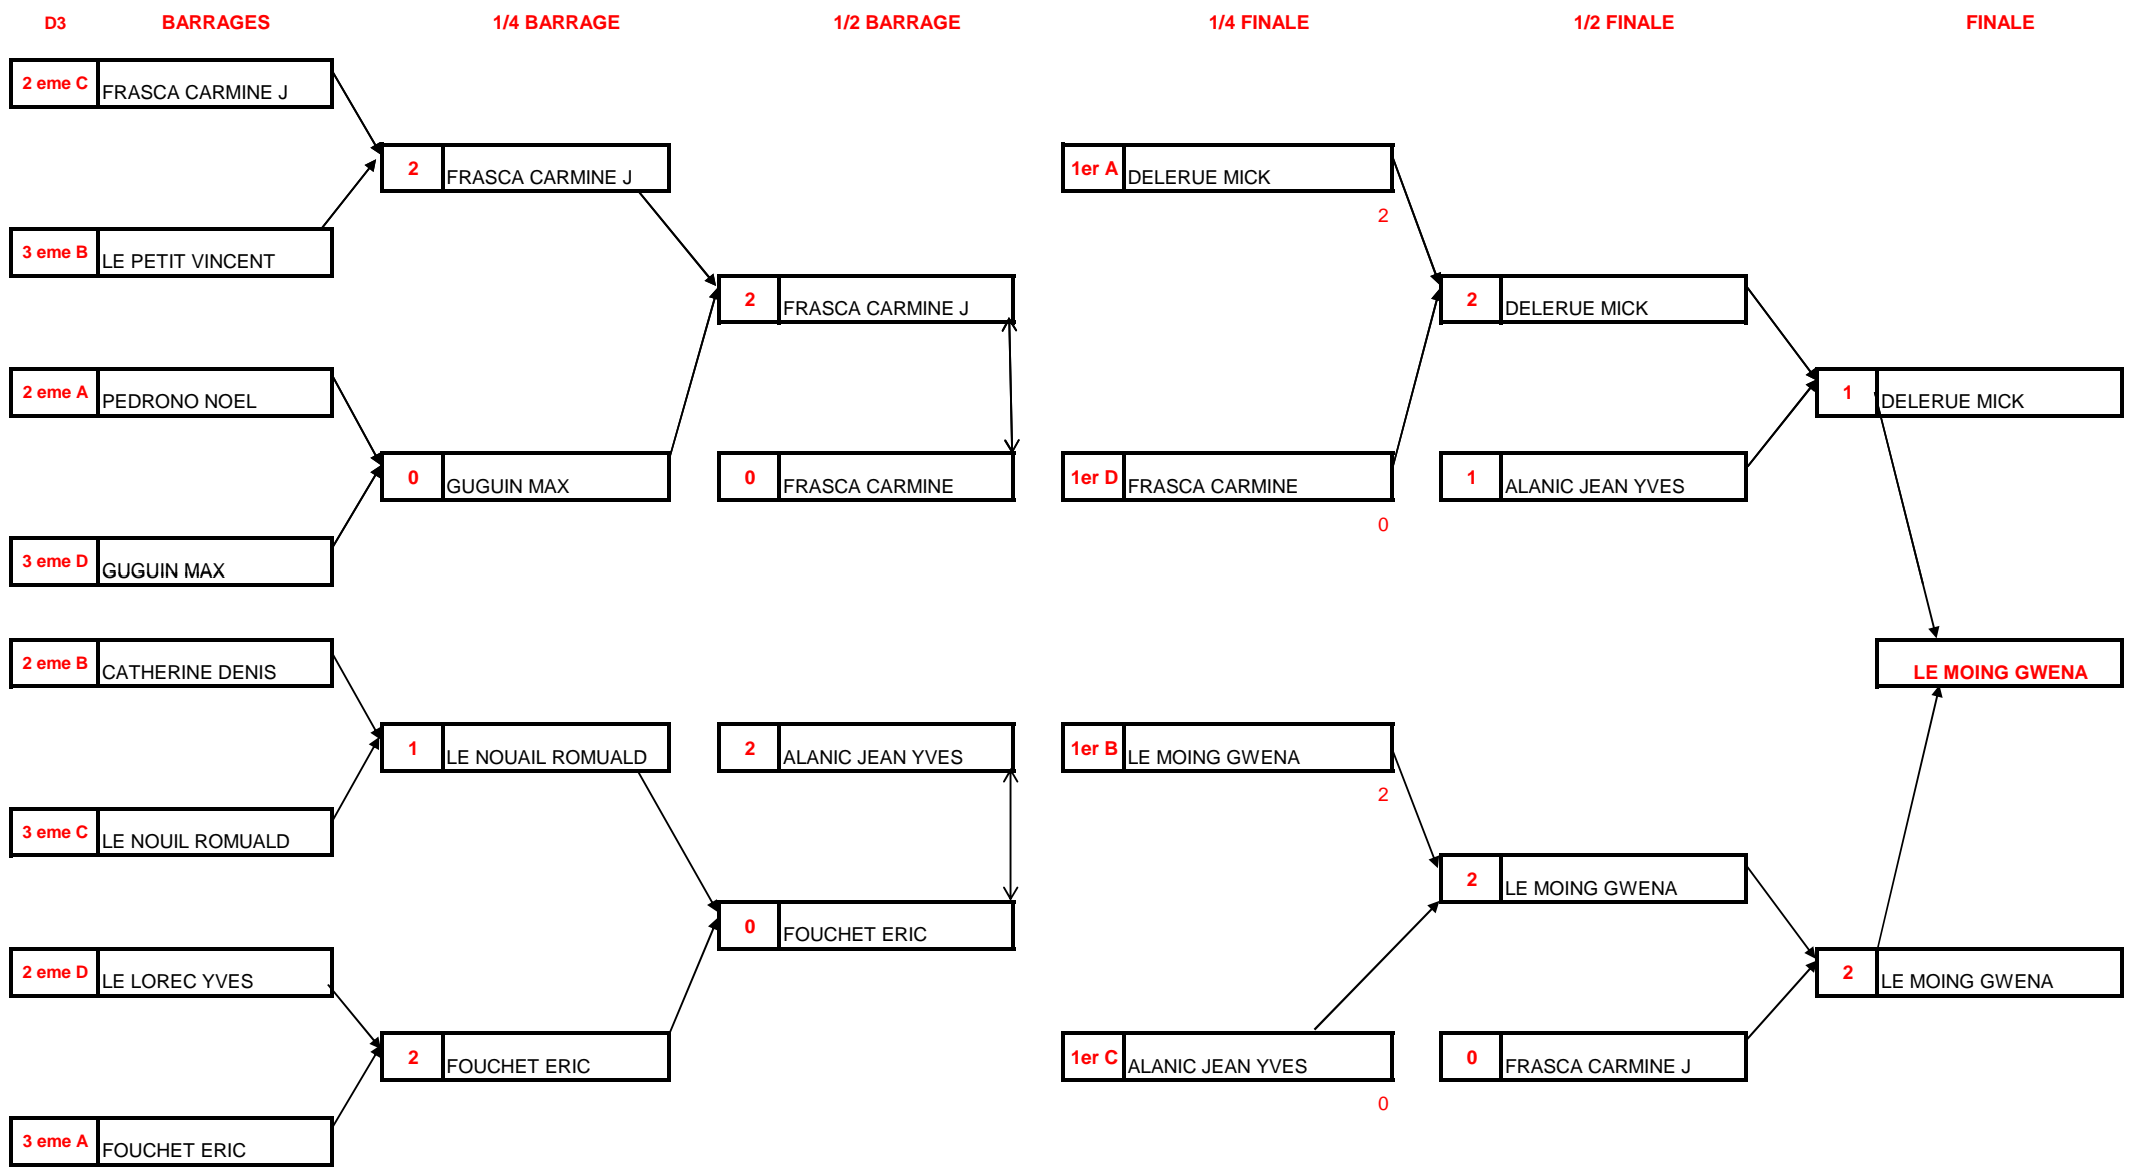 D3 BARRAGES 1/4 BARRAGE 1/2 BARRAGE 1/4 FINALE 1/2 FINALE FINALE
2 eme C FRASCA CARMINE J
2 FRASCA CARMINE J
1er A DELERUE MICK
2
3 eme B LE PETIT VINCENT
2 FRASCA CARMINE J
2 DELERUE MICK
2 eme A PEDRONO NOEL
1 DELERUE MICK
0 GUGUIN MAX
0 FRASCA CARMINE
1er D FRASCA CARMINE
1 ALANIC JEAN YVES
0
3 eme D GUGUIN MAX
2 eme B CATHERINE DENIS
LE MOING GWENA
1 LE NOUAIL ROMUALD
2 ALANIC JEAN YVES
1er B LE MOING GWENA
2
3 eme C LE NOUIL ROMUALD
2 LE MOING GWENA
0 FOUCHET ERIC
2 eme D LE LOREC YVES
2 LE MOING GWENA
2 FOUCHET ERIC
1er C ALANIC JEAN YVES
0 FRASCA CARMINE J
0
3 eme A FOUCHET ERIC